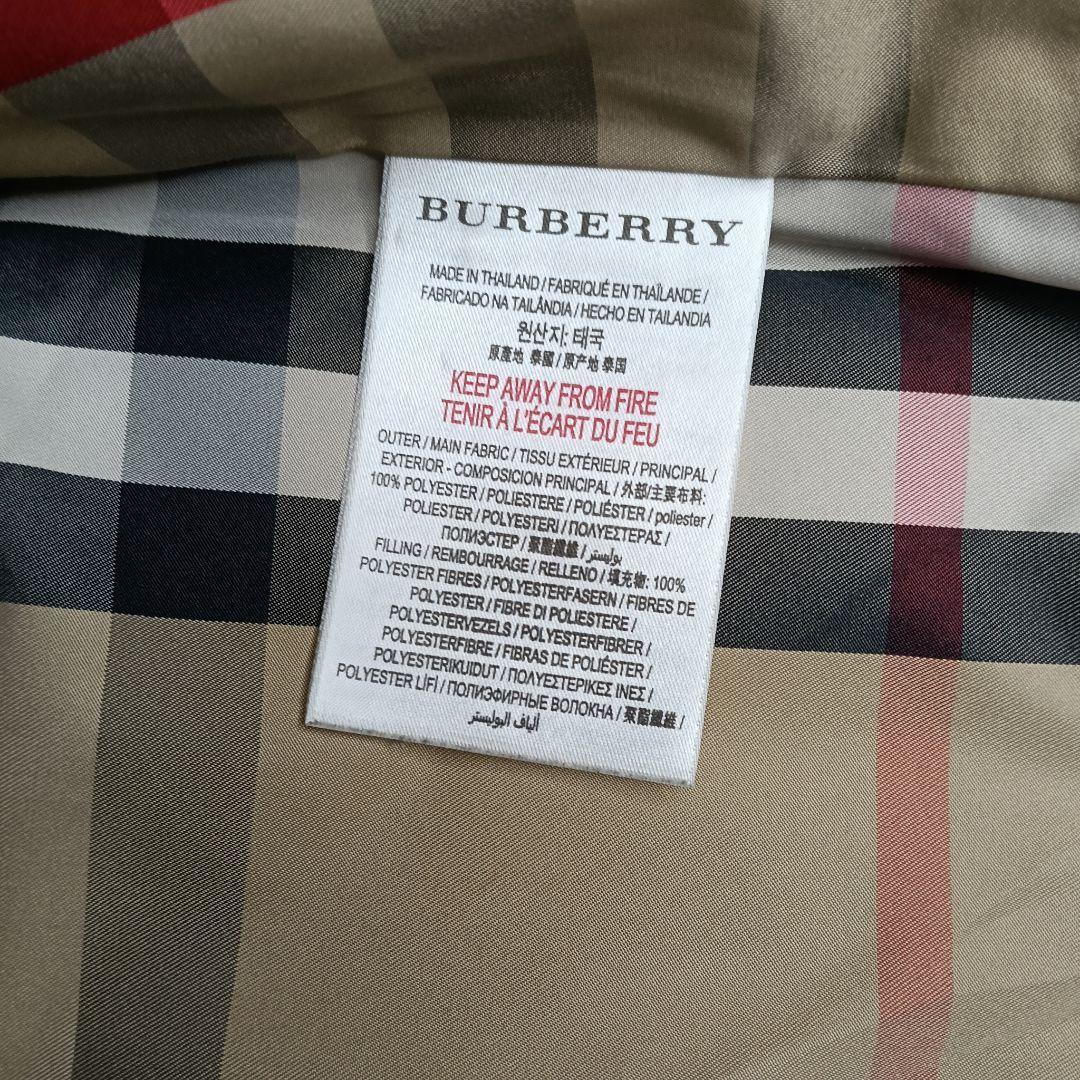 BURBERRY
MADE IN THAILAND / FABRIQUÉ EN THAÏLANDE /
FABRICADO NA TAILÂNDIA / HECHO EN TAILANDIA
원산지: 태국
原產地 泰國 / 原产地 泰国
KEEP AWAY FROM FIRE
TENIR À L'ÉCART DU FEU
OUTER / MAIN FABRIC / TISSU EXTÉRIEUR / PRINCIPAL /
EXTERIOR - COMPOSICION PRINCIPAL / 外部/主要布料:
100% POLYESTER / POLIESTERE / POLIÉSTER / poliester /
POLIESTER / POLYESTERI / ΠΟΛΥΕΣΤΕΡΑΣ /
ПОЛИЭСТЕР / 聚酯纖維 / بوليستر /
FILLING / REMBOURRAGE / RELLENO / 填充物: 100%
POLYESTER FIBRES / POLYESTERFASERN / FIBRES DE
POLYESTER / FIBRE DI POLIESTERE /
POLYESTERVEZELS / POLYESTERFIBRER /
POLYESTERFIBRE / FIBRAS DE POLIÉSTER /
POLYESTERIKUIDUT / ΠΟΛΥΕΣΤΕΡΙΚΕΣ ΙΝΕΣ /
POLYESTER LİFİ / ПОЛИЭФИРНЫЕ ВОЛОКНА / 聚酯纖維 /
ألياف البوليستر